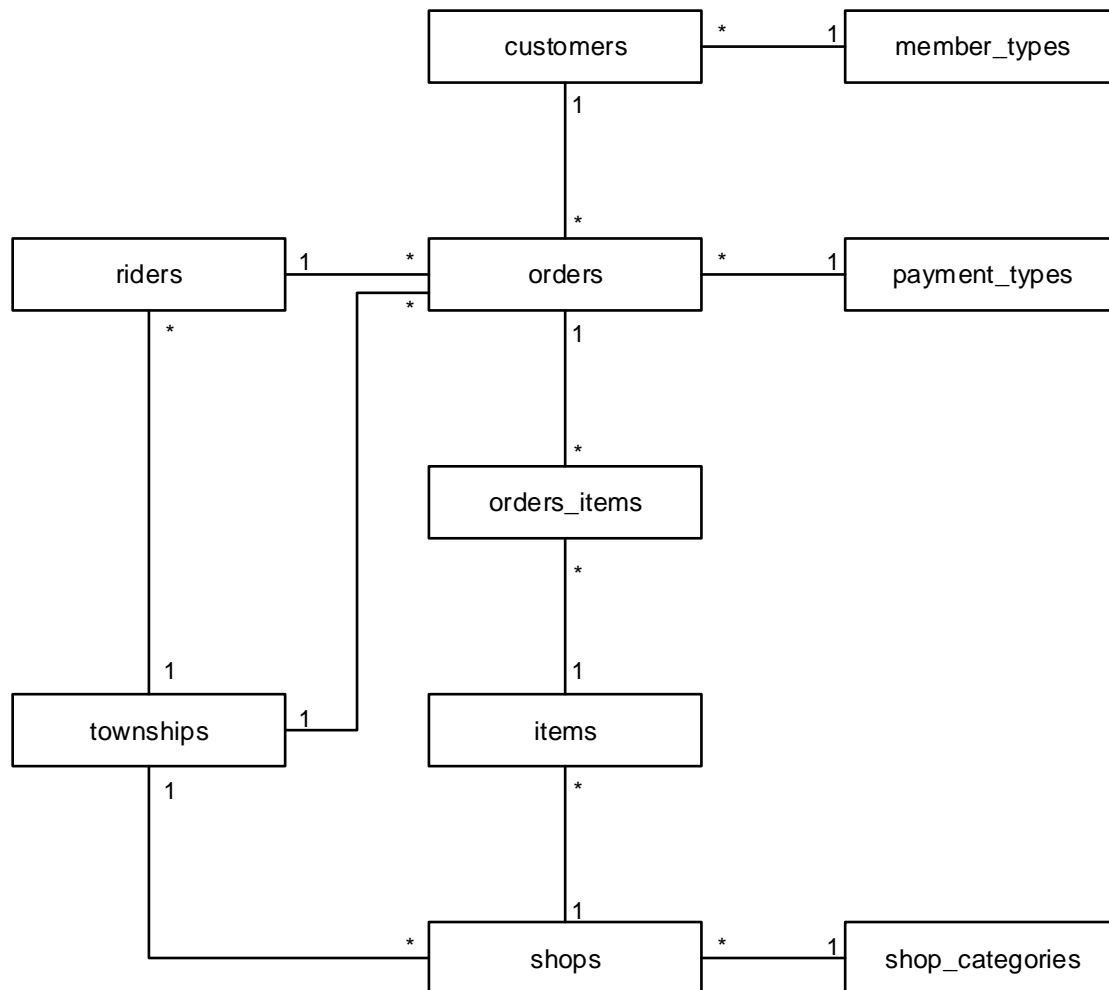 customers
* 1
member_types
1
*
riders
1 *
orders
* 1
payment_types
*
*
1
*
orders_items
*
1
1
townships
1
items
1
*
1
*
shops
* 1
shop_categories